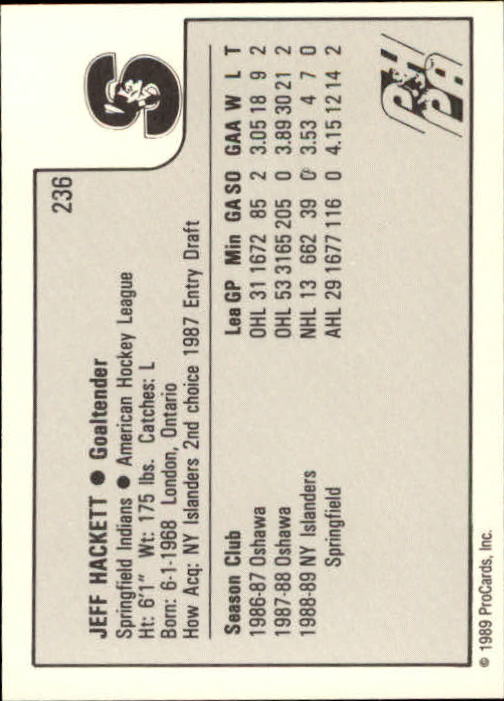 236
JEFF HACKETT ● Goaltender
Springfield Indians ● American Hockey League
Ht: 6'1" Wt: 175 lbs. Catches: L
Born: 6-1-1968 London, Ontario
How Acq: NY Islanders 2nd choice 1987 Entry Draft
Season Club Lea GP Min GA SO GAA W L T
1986-87 Oshawa OHL 31 1672 85 2 3.05 18 9 2
1987-88 Oshawa OHL 53 3165 205 0 3.89 30 21 2
1988-89 NY Islanders NHL 13 662 39 0 3.53 4 7 0
Springfield AHL 29 1677 116 0 4.15 12 14 2
© 1989 ProCards, Inc.